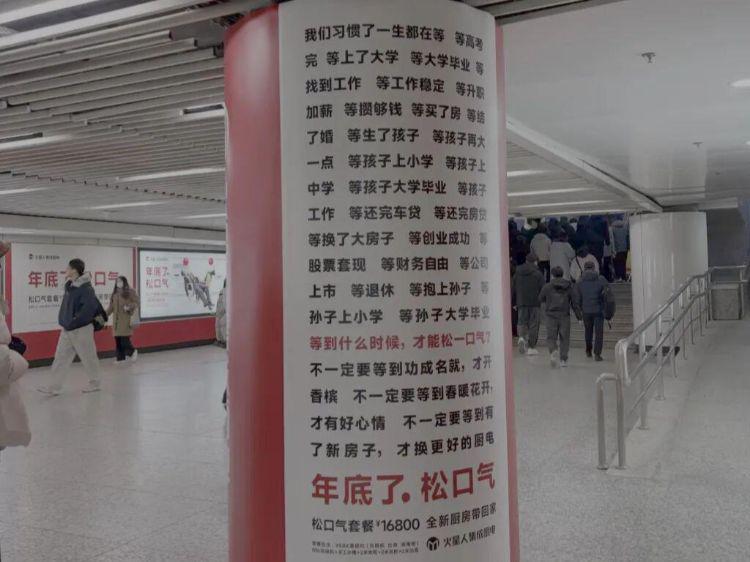 我们习惯了一生都在等 等高考
完 等上了大学 等大学毕业 等
找到工作 等工作稳定 等升职
加薪 等攒够钱 等买了房 等结
了婚 等生了孩子 等孩子再大
一点 等孩子上小学 等孩子上
中学 等孩子大学毕业 等孩子
工作 等还完车贷 等还完房贷
等换了大房子 等创业成功 等
股票套现 等财务自由 等公司
上市 等退休 等抱上孙子 等
孙子上小学 等孙子大学毕业
等到什么时候，才能松一口气？
不一定要等到功成名就，才开
香槟 不一定要等到春暖花开，
才有好心情 不一定要等到有
了新房子，才换更好的厨电
年底了。松口气
松口气套餐 ¥16800 全新厨房带回家
火星人集成厨电
年底了 松口气
松口气套餐
年底了
松口气